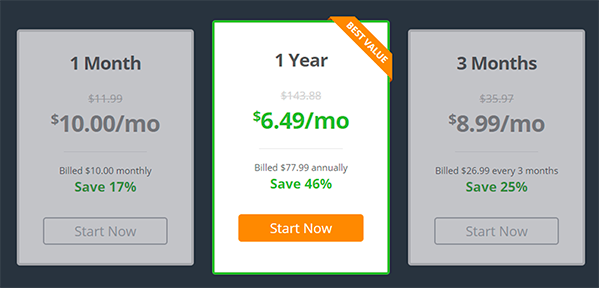 1 Month
$11.99
$10.00/mo
Billed $10.00 monthly
Save 17%
Start Now
BEST VALUE
1 Year
$143.88
$6.49/mo
Billed $77.99 annually
Save 46%
Start Now
3 Months
$35.97
$8.99/mo
Billed $26.99 every 3 months
Save 25%
Start Now